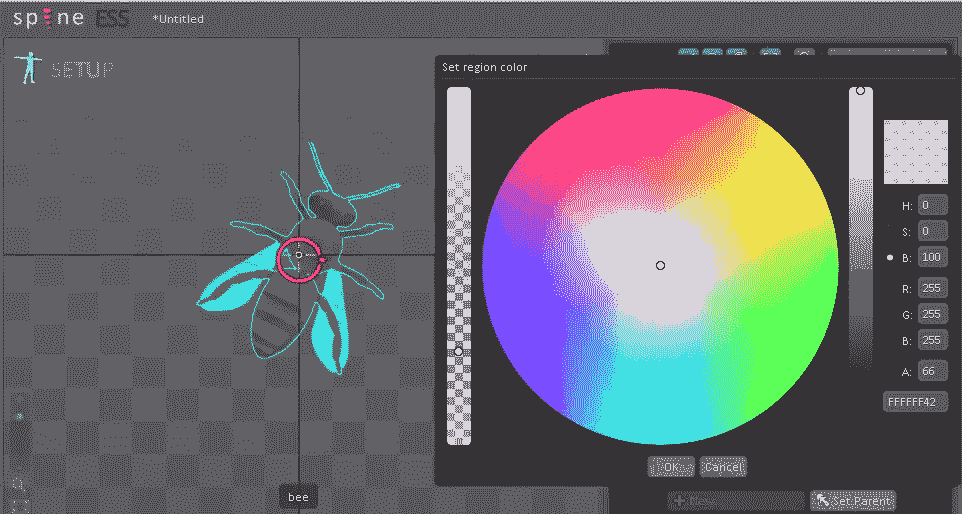 spine ESS
*Untitled
SETUP
Set region color
H: 0
S: 0
B: 100
R: 255
G: 255
B: 255
A: 66
FFFFFF42
OK
Cancel
bee
New
Set Parent